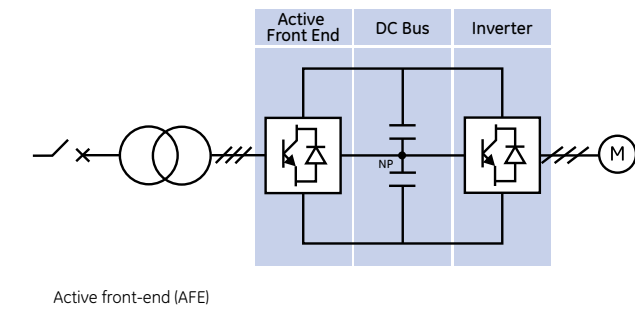 Active
Front End
DC Bus
Inverter
NP
M
Active front-end (AFE)